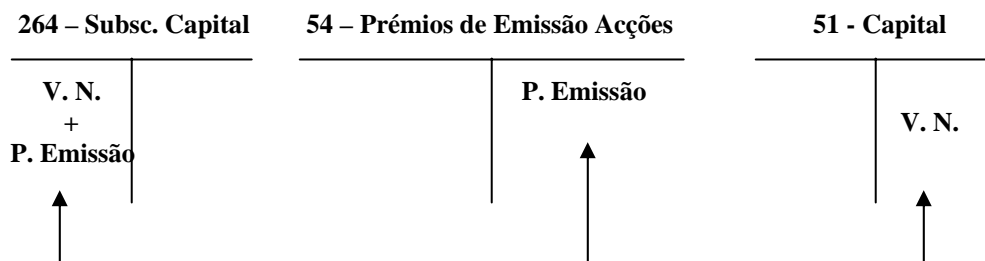 264 – Subsc. Capital
54 – Prémios de Emissão Acções
51 - Capital
V. N.
+
P. Emissão
P. Emissão
V. N.